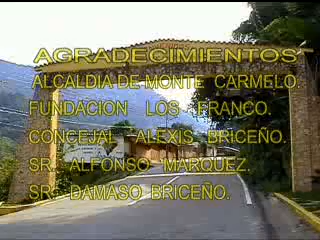 AGRADECIMIENTOS
ALCALDIA DE MONTE CARMELO.
FUNDACION LOS FRANCO.
CONCEJAL ALEXIS BRICEÑO.
SR. ALFONSO MARQUEZ.
SR. DAMASO BRICEÑO.